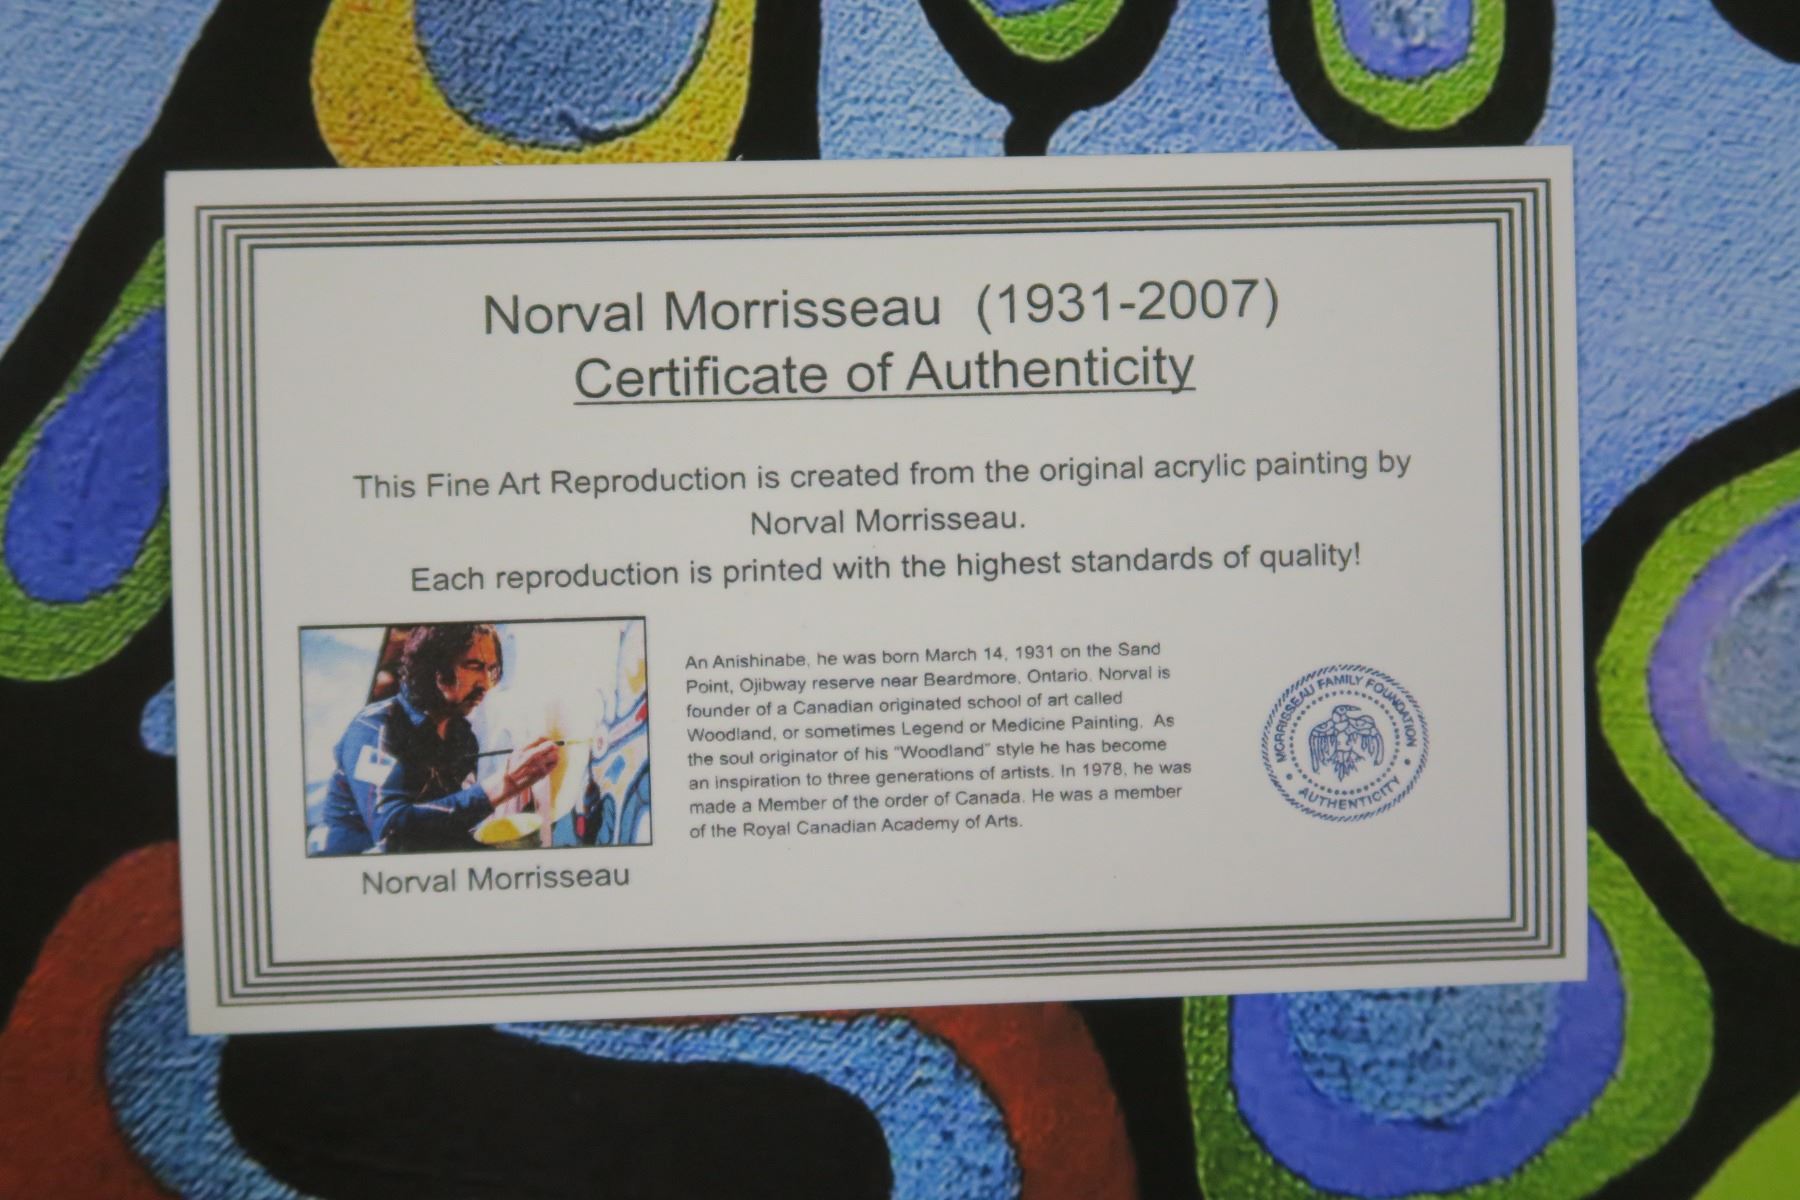 Norval Morrisseau (1931-2007)
Certificate of Authenticity
This Fine Art Reproduction is created from the original acrylic painting by
Norval Morrisseau.
Each reproduction is printed with the highest standards of quality!
An Anishinabe, he was born March 14, 1931 on the Sand
Point, Ojibway reserve near Beardmore, Ontario. Norval is
founder of a Canadian originated school of art called
Woodland, or sometimes Legend or Medicine Painting. As
the soul originator of his "Woodland" style he has become
an inspiration to three generations of artists. In 1978, he was
made a Member of the order of Canada. He was a member
of the Royal Canadian Academy of Arts.
Norval Morrisseau
MORRISSEAU FAMILY FOUNDATION
AUTHENTICITY